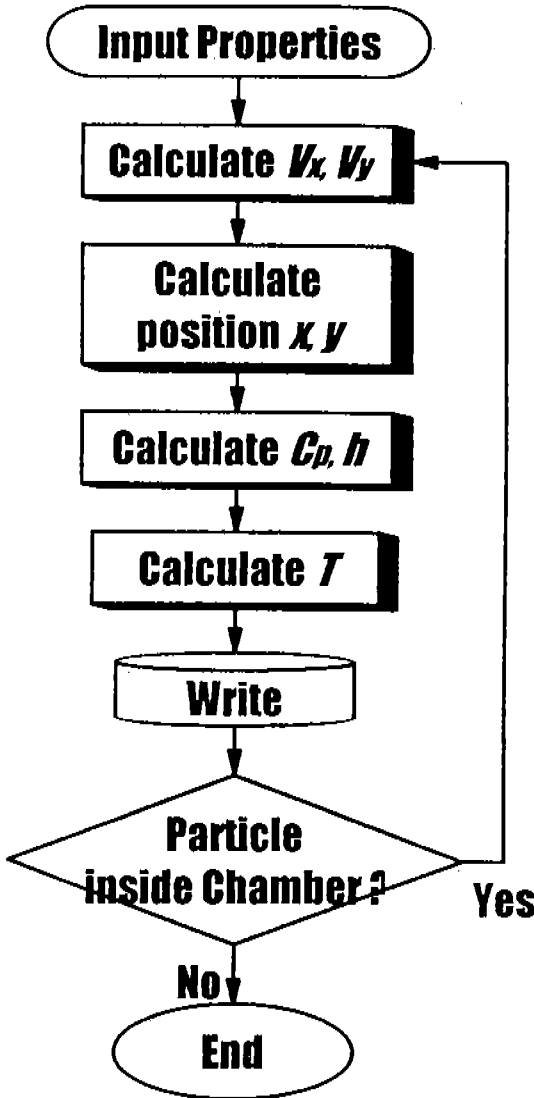 Input Properties
Calculate Vx, Vy
Calculate
position x, y
Calculate Cp, h
Calculate T
Write
Particle
inside Chamber ?
Yes
No
End